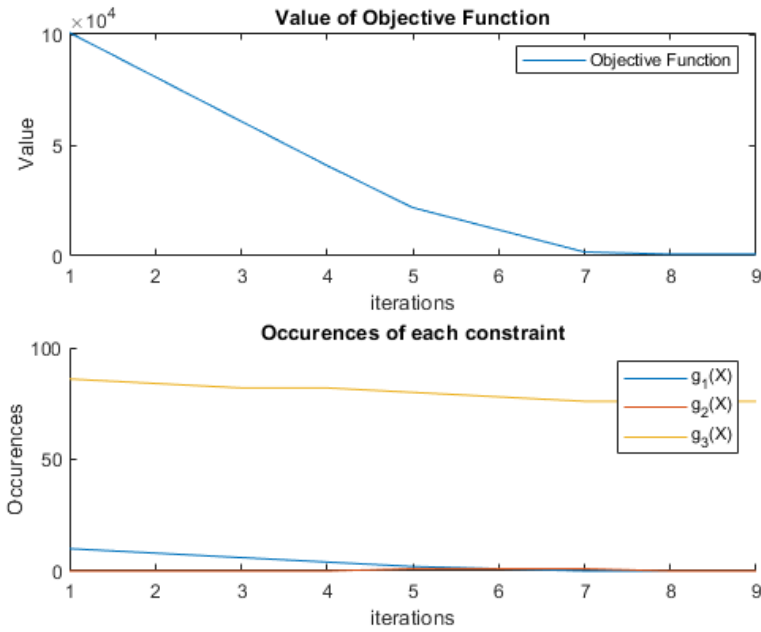 Value of Objective Function
×10⁴
10
5
0
Value
Objective Function
1 2 3 4 5 6 7 8 9
iterations
Occurences of each constraint
100
50
0
Occurences
g₁(X)
g₂(X)
g₃(X)
1 2 3 4 5 6 7 8 9
iterations